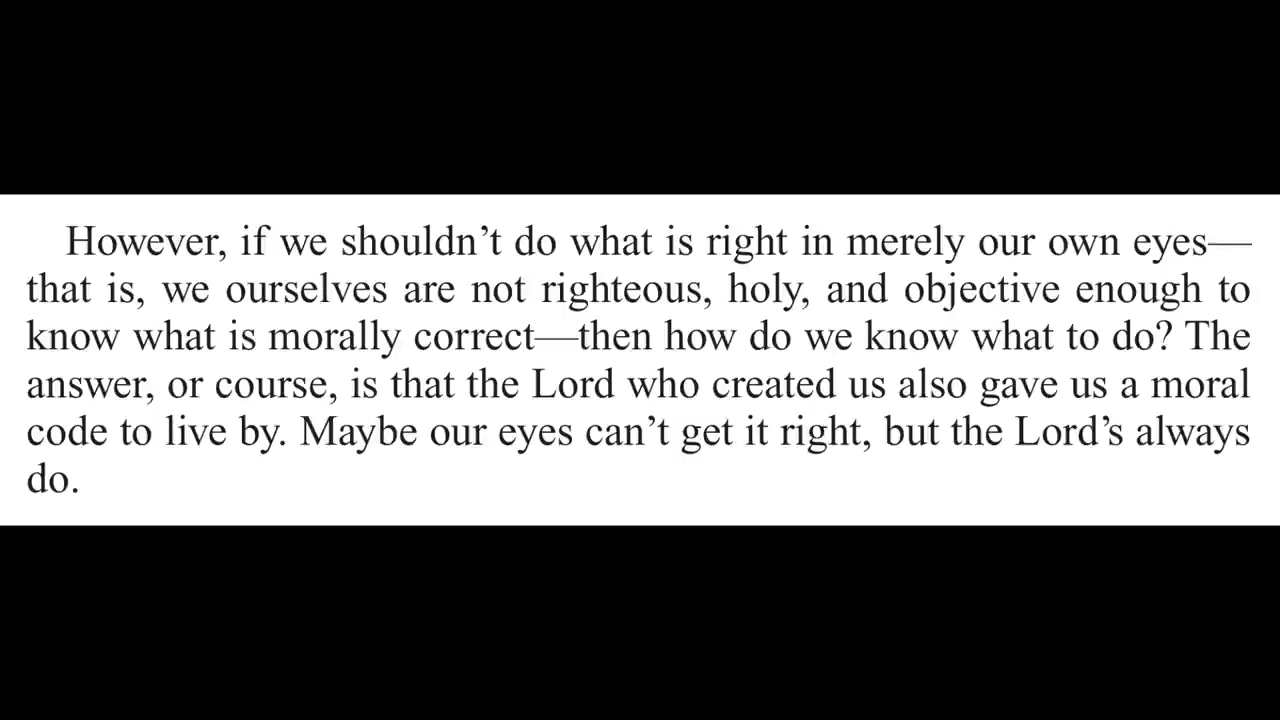 However, if we shouldn’t do what is right in merely our own eyes—
that is, we ourselves are not righteous, holy, and objective enough to
know what is morally correct—then how do we know what to do? The
answer, or course, is that the Lord who created us also gave us a moral
code to live by. Maybe our eyes can’t get it right, but the Lord’s always
do.